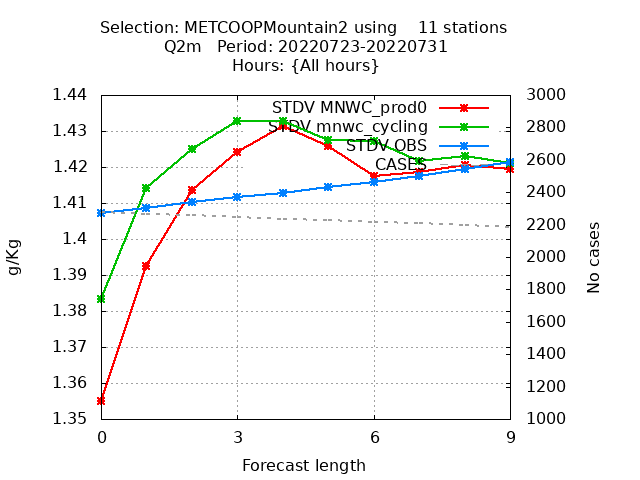 Selection: METCOOPMountain2 using    11 stations
Q2m   Period: 20220723-20220731
Hours: {All hours}
STDV MNWC_prod0
STDV mnwc_cycling
STDV OBS
CASES
g/Kg
1.44
1.43
1.42
1.41
1.4
1.39
1.38
1.37
1.36
1.35
3000
2800
2600
2400
2200
2000
1800
1600
1400
1200
1000
No cases
0 3 6 9
Forecast length